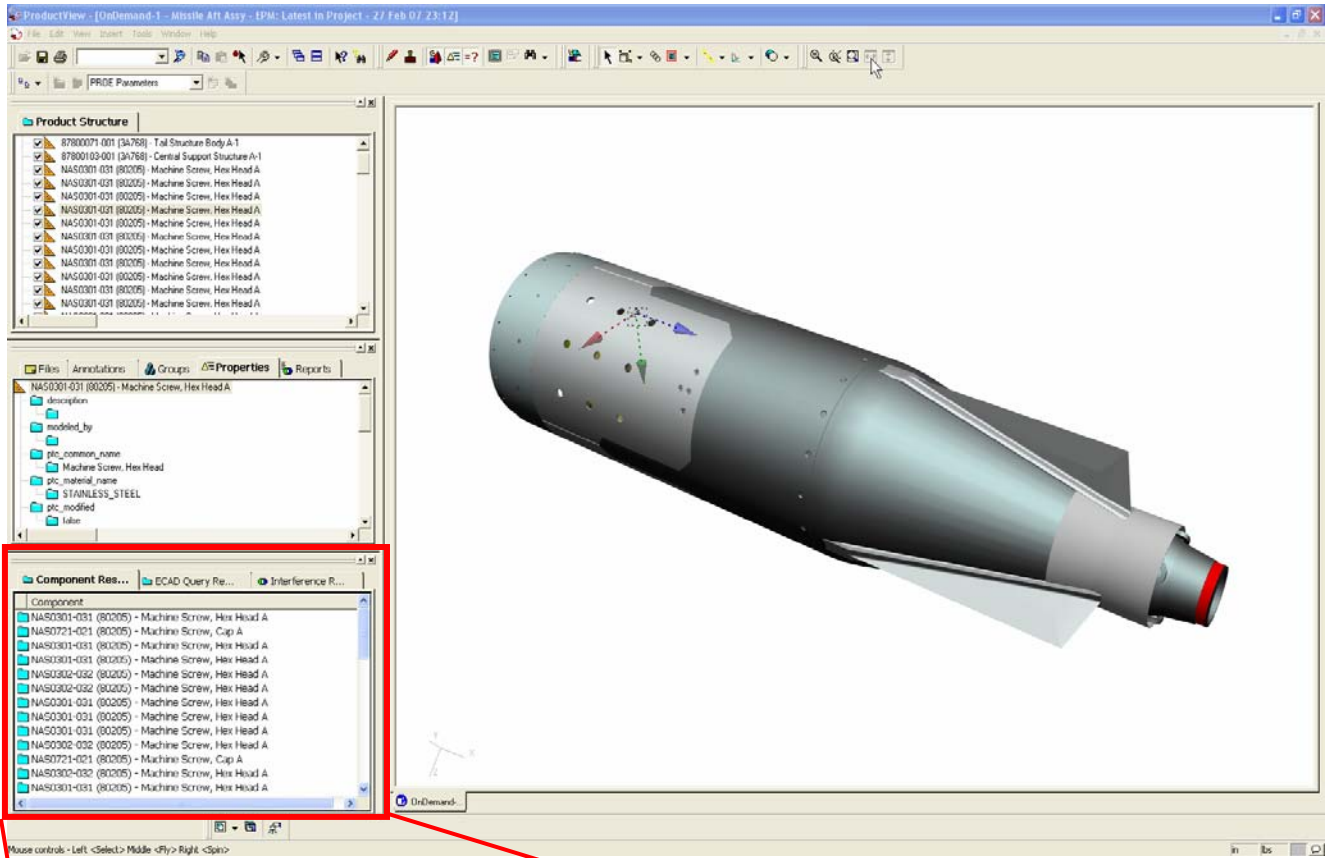 ProductView - [OnDemand-1 - Missile Aft Assy - EPM: Latest in Project - 27 Feb 07 23:12]
File Edit View Insert Tools Window Help
PROE Parameters
Product Structure
87800071-001 (3A768) - Tail Structure Body A-1
87800103-001 (3A768) - Central Support Structure A-1
NAS0301-031 (80205) - Machine Screw, Hex Head A
NAS0301-031 (80205) - Machine Screw, Hex Head A
NAS0301-031 (80205) - Machine Screw, Hex Head A
NAS0301-031 (80205) - Machine Screw, Hex Head A
NAS0301-031 (80205) - Machine Screw, Hex Head A
NAS0301-031 (80205) - Machine Screw, Hex Head A
NAS0301-031 (80205) - Machine Screw, Hex Head A
NAS0301-031 (80205) - Machine Screw, Hex Head A
NAS0301-031 (80205) - Machine Screw, Hex Head A
NAS0301-031 (80205) - Machine Screw, Hex Head A
NAS0301-031 (80205) - Machine Screw, Hex Head A
Files Annotations Groups Properties Reports
NAS0301-031 (80205) - Machine Screw, Hex Head A
description
modeled_by
ptc_common_name
Machine Screw, Hex Head
ptc_material_name
STAINLESS_STEEL
ptc_modified
false
Component Res... ECAD Query Re... Interference R...
Component
NAS0301-031 (80205) - Machine Screw, Hex Head A
NAS0721-021 (80205) - Machine Screw, Cap A
NAS0301-031 (80205) - Machine Screw, Hex Head A
NAS0301-031 (80205) - Machine Screw, Hex Head A
NAS0302-032 (80205) - Machine Screw, Hex Head A
NAS0302-032 (80205) - Machine Screw, Hex Head A
NAS0301-031 (80205) - Machine Screw, Hex Head A
NAS0301-031 (80205) - Machine Screw, Hex Head A
NAS0301-031 (80205) - Machine Screw, Hex Head A
NAS0302-032 (80205) - Machine Screw, Hex Head A
NAS0721-021 (80205) - Machine Screw, Cap A
NAS0302-032 (80205) - Machine Screw, Hex Head A
NAS0301-031 (80205) - Machine Screw, Hex Head A
Y
X
Z
OnDemand-...
Mouse controls - Left <Select> Middle <Fly> Right <Spin>
in lbs